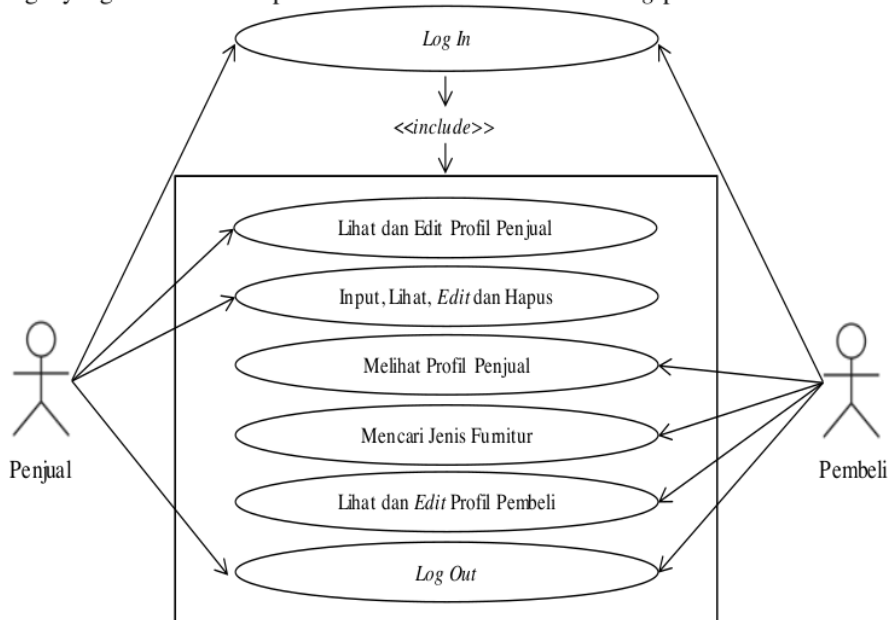 Log In
<<include>>
Lihat dan Edit Profil Penjual
Input, Lihat, Edit dan Hapus
Melihat Profil Penjual
Mencari Jenis Furnitur
Penjual
Pembeli
Lihat dan Edit Profil Pembeli
Log Out